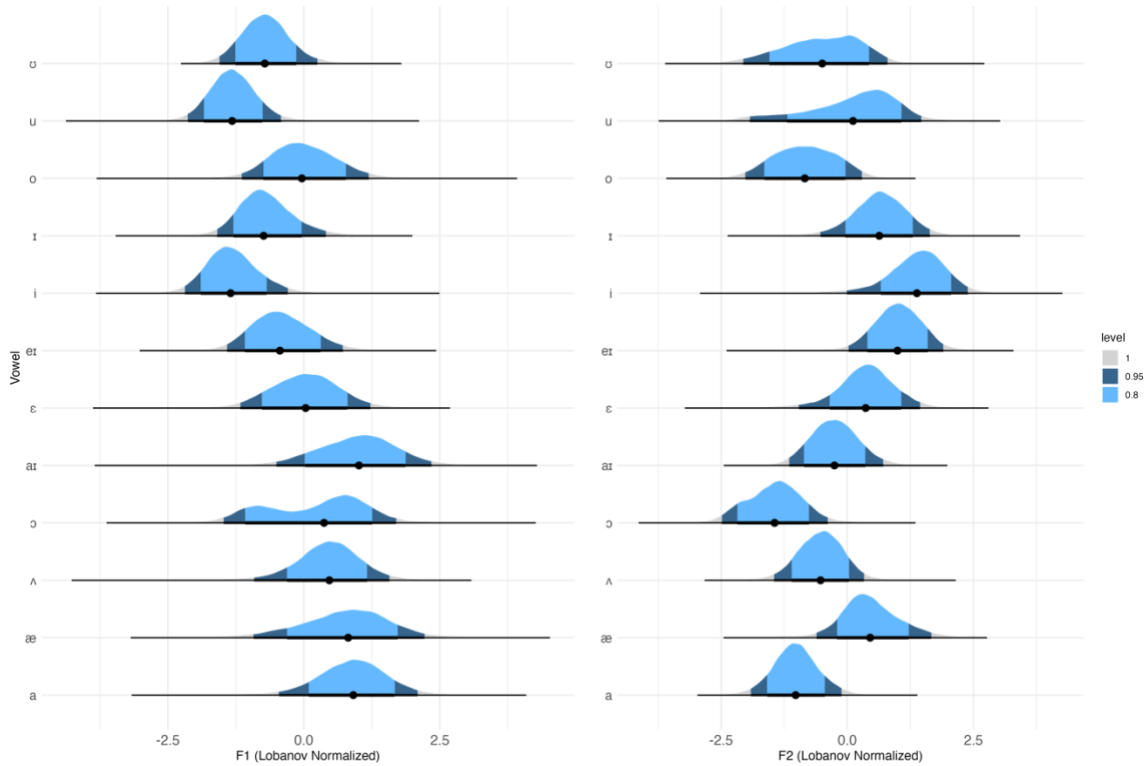 Vowel
ʊ
u
o
ɪ
i
eɪ
ɛ
aɪ
ɔ
ʌ
æ
a
-2.5 0.0 2.5
F1 (Lobanov Normalized)
ʊ
u
o
ɪ
i
eɪ
ɛ
aɪ
ɔ
ʌ
æ
a
-2.5 0.0 2.5
F2 (Lobanov Normalized)
level
1
0.95
0.8